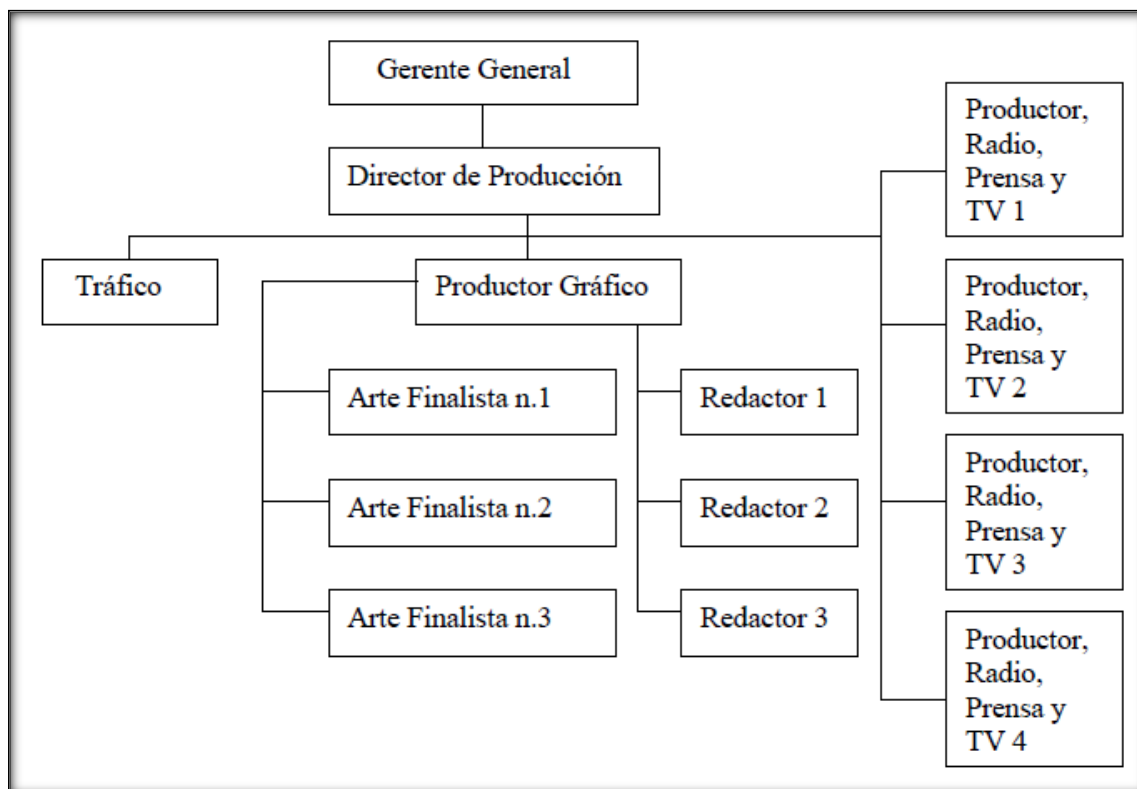 Gerente General
Director de Producción
Tráfico
Productor Gráfico
Arte Finalista n.1
Arte Finalista n.2
Arte Finalista n.3
Redactor 1
Redactor 2
Redactor 3
Productor,
Radio,
Prensa y
TV 1
Productor,
Radio,
Prensa y
TV 2
Productor,
Radio,
Prensa y
TV 3
Productor,
Radio,
Prensa y
TV 4